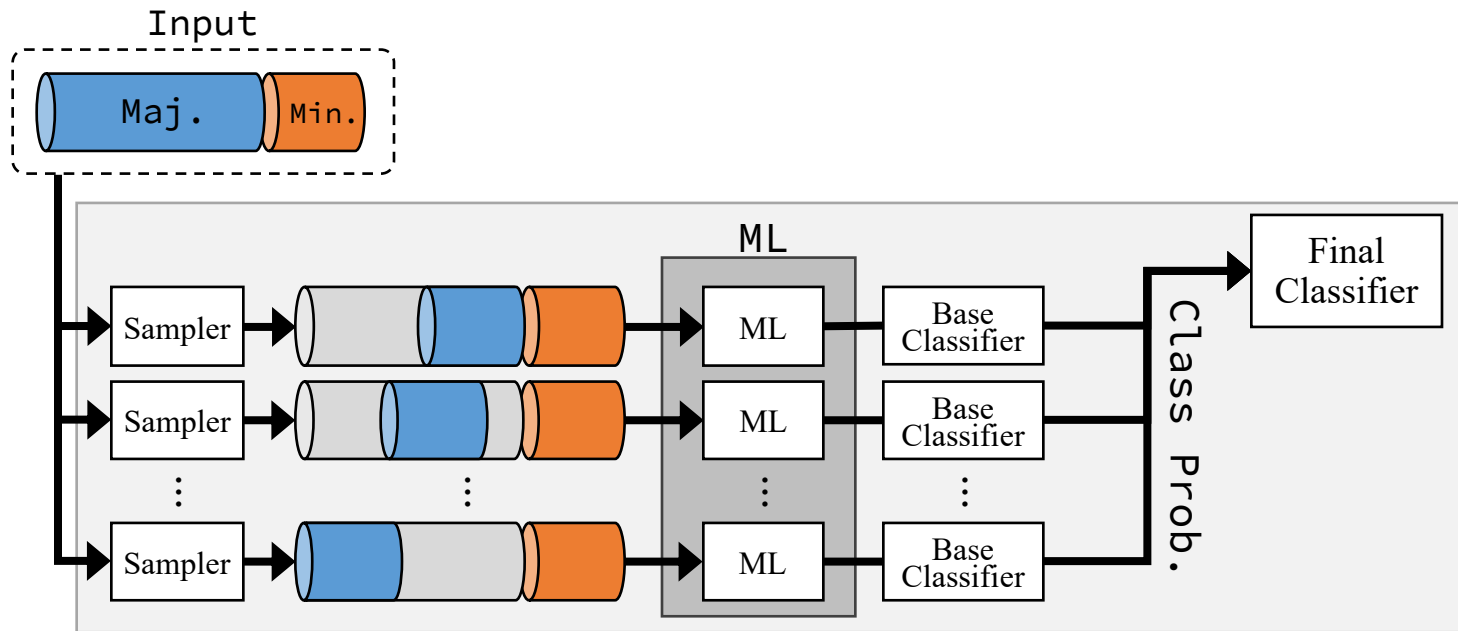 Input
Maj.
Min.
ML
Final
Classifier
Sampler
ML
Base
Classifier
Class Prob.
Sampler
ML
Base
Classifier
Sampler
ML
Base
Classifier